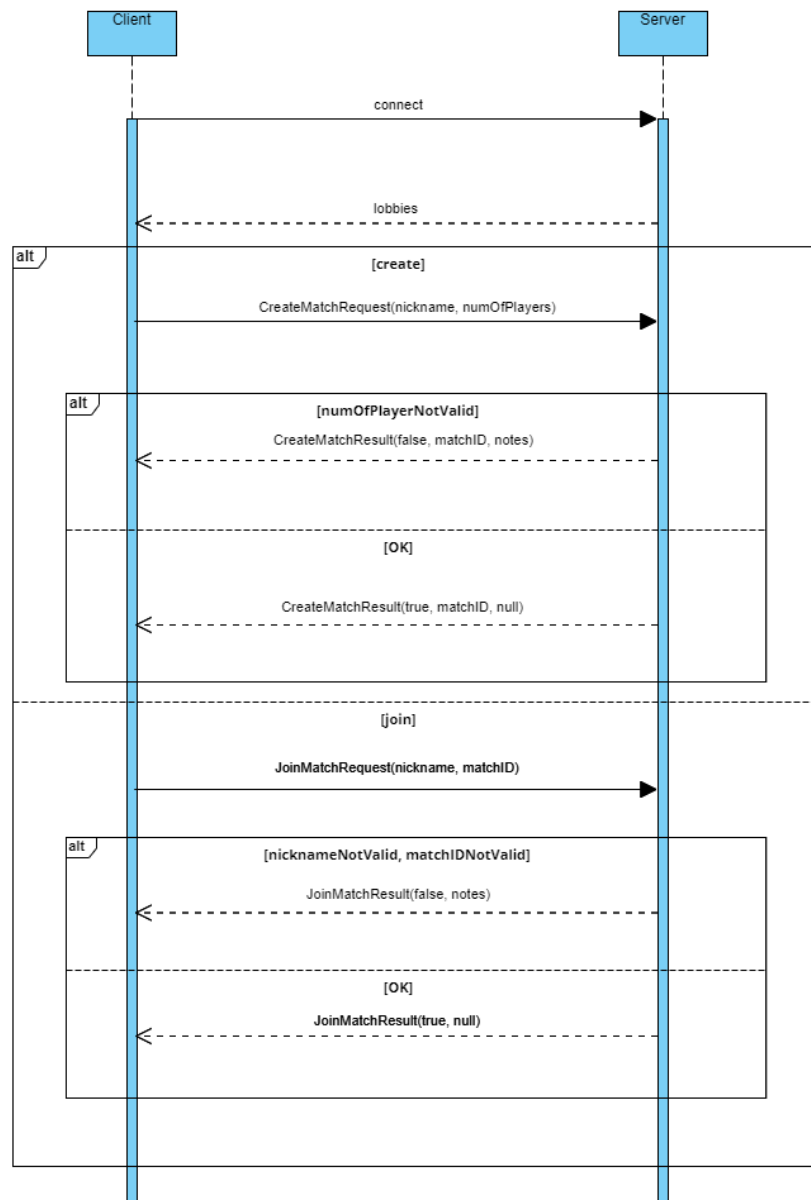 Client
Server
connect
lobbies
alt
[create]
CreateMatchRequest(nickname, numOfPlayers)
alt
[numOfPlayerNotValid]
CreateMatchResult(false, matchID, notes)
[OK]
CreateMatchResult(true, matchID, null)
[join]
JoinMatchRequest(nickname, matchID)
alt
[nicknameNotValid, matchIDNotValid]
JoinMatchResult(false, notes)
[OK]
JoinMatchResult(true, null)